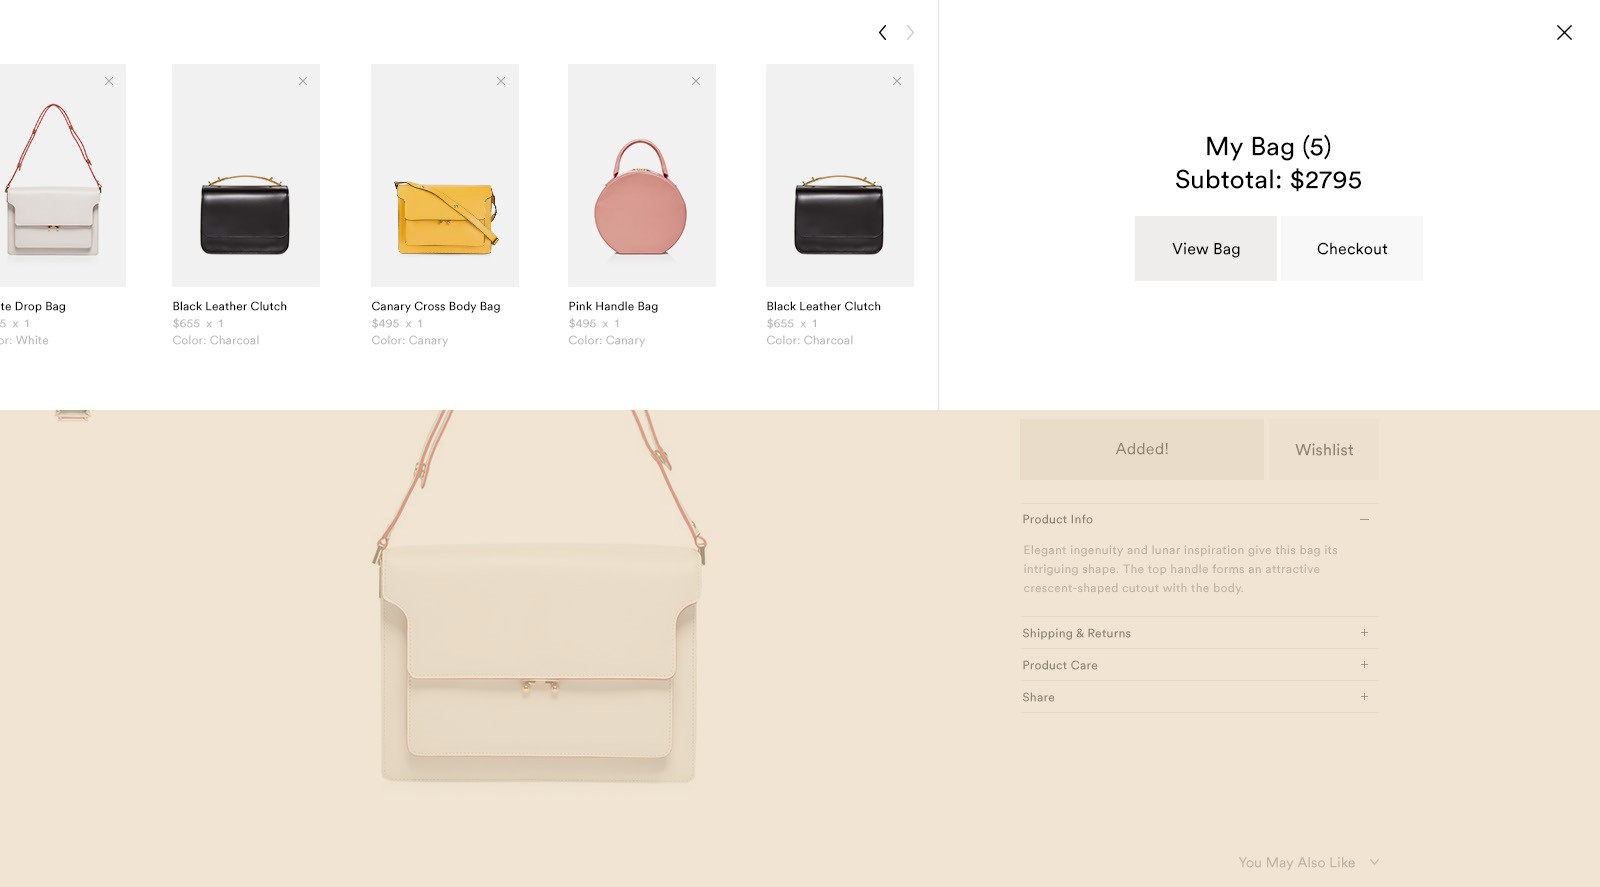 My Bag (5)
Subtotal: $2795
View Bag
Checkout
te Drop Bag
5 x 1
or: White
Black Leather Clutch
$655 x 1
Color: Charcoal
Canary Cross Body Bag
$495 x 1
Color: Canary
Pink Handle Bag
$495 x 1
Color: Canary
Black Leather Clutch
$655 x 1
Color: Charcoal
Added!
Wishlist
Product Info
Elegant ingenuity and lunar inspiration give this bag its
intriguing shape. The top handle forms an attractive
crescent-shaped cutout with the body.
Shipping & Returns
Product Care
Share
You May Also Like